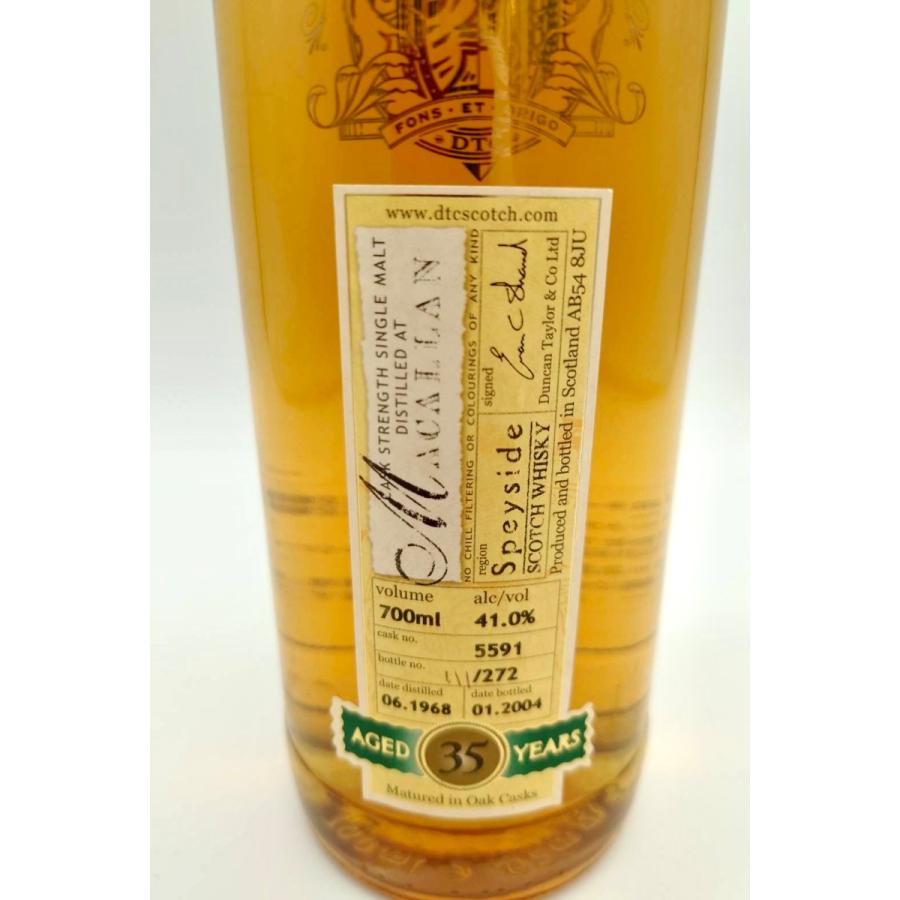 FONS · ET · ORIGO
DTC
www.dtcscotch.com
CASK STRENGTH SINGLE MALT
DISTILLED AT
MACALLAN
NO CHILL FILTERING OR COLOURINGS OF ANY KIND
region
Speyside
SCOTCH WHISKY
signed
Euan C Shand
Duncan Taylor & Co Ltd
Produced and bottled in Scotland AB54 8JU
volume
700ml
alc/vol
41.0%
cask no.
5591
bottle no.
/272
date distilled
06.1968
date bottled
01.2004
AGED 35 YEARS
Matured in Oak Casks